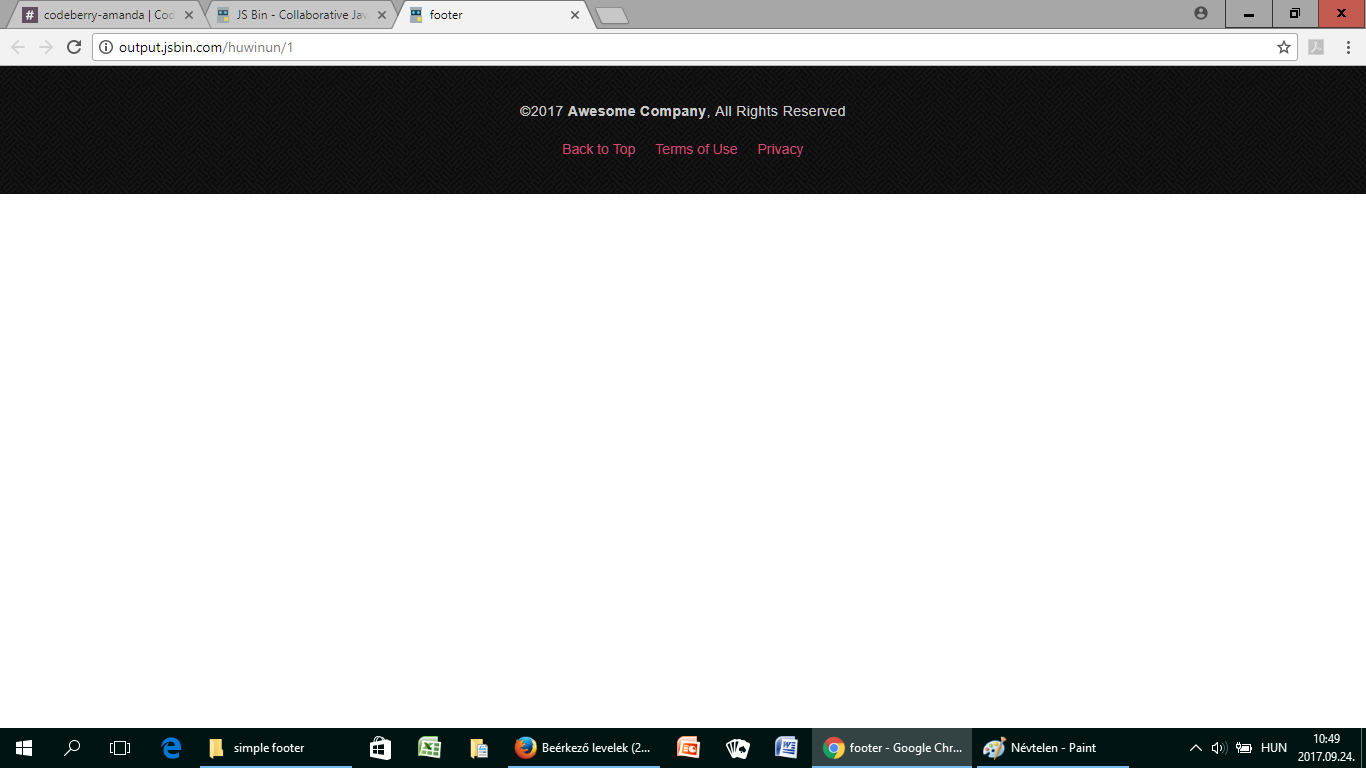 codeberry-amanda | Cod
JS Bin - Collaborative Jav
footer
output.jsbin.com/huwinun/1
©2017 Awesome Company, All Rights Reserved
Back to Top Terms of Use Privacy
simple footer
Beérkező levelek (2...
footer - Google Chr...
Névtelen - Paint
HUN
10:49
2017.09.24.